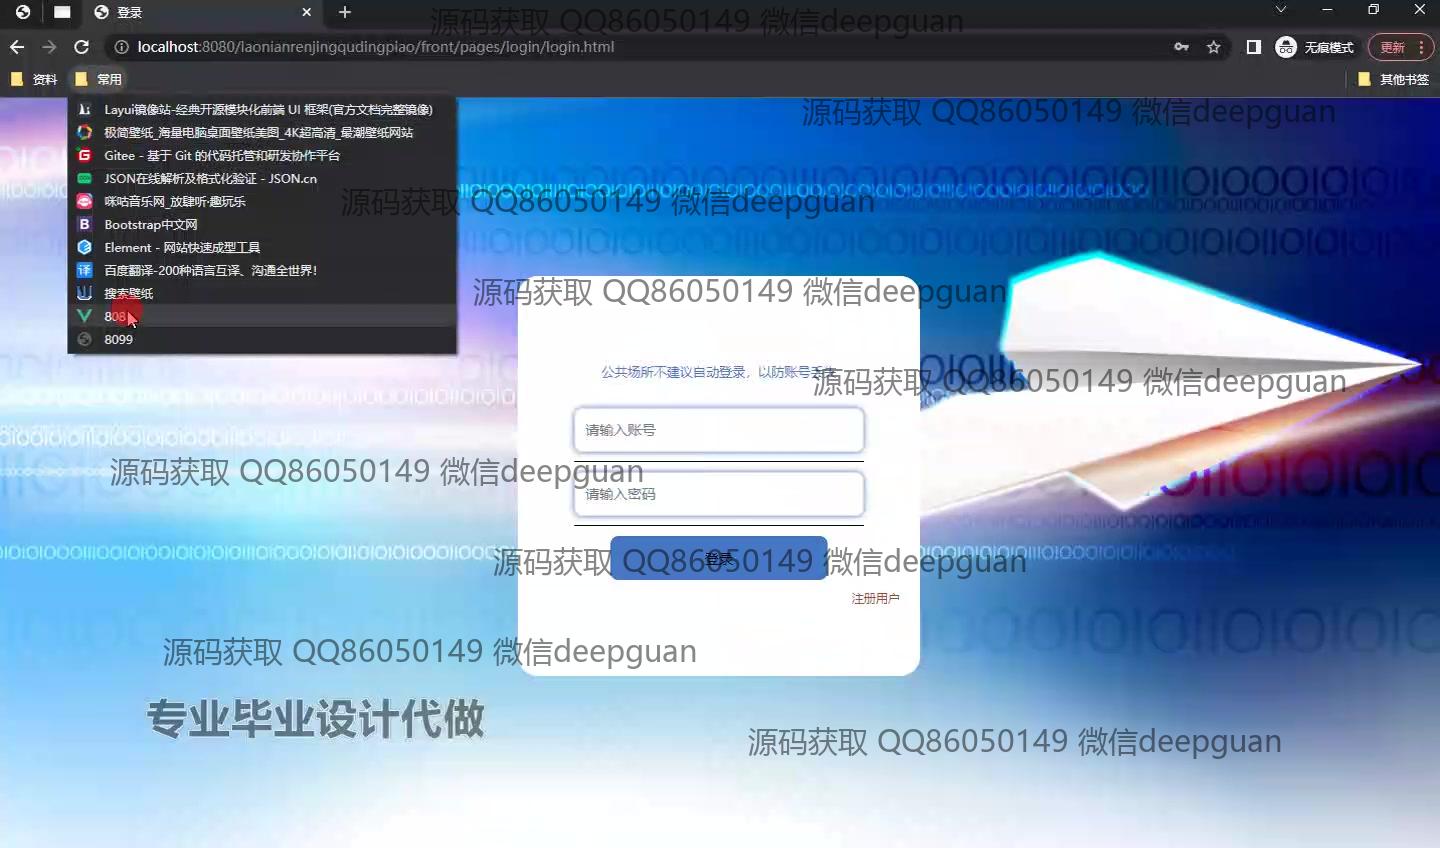 登录
localhost:8080/laonianrenjingqudingpiao/front/pages/login/login.html
无痕模式
更新
资料
常用
其他书签
源码获取 QQ86050149 微信deepguan
Layui镜像站-经典开源模块化前端 UI 框架(官方文档完整镜像)
源码获取 QQ86050149 微信deepguan
极简壁纸_海量电脑桌面壁纸美图_4K超高清_最潮壁纸网站
Gitee - 基于 Git 的代码托管和研发协作平台
JSON在线解析及格式化验证 - JSON.cn
咪咕音乐网_放肆听·趣玩乐
源码获取 QQ86050149 微信deepguan
Bootstrap中文网
Element - 网站快速成型工具
百度翻译-200种语言互译、沟通全世界!
搜索壁纸
源码获取 QQ86050149 微信deepguan
8099
公共场所不建议自动登录，以防账号丢失
源码获取 QQ86050149 微信deepguan
请输入账号
源码获取 QQ86050149 微信deepguan
请输入密码
登录
源码获取 QQ86050149 微信deepguan
注册用户
源码获取 QQ86050149 微信deepguan
专业毕业设计代做
源码获取 QQ86050149 微信deepguan